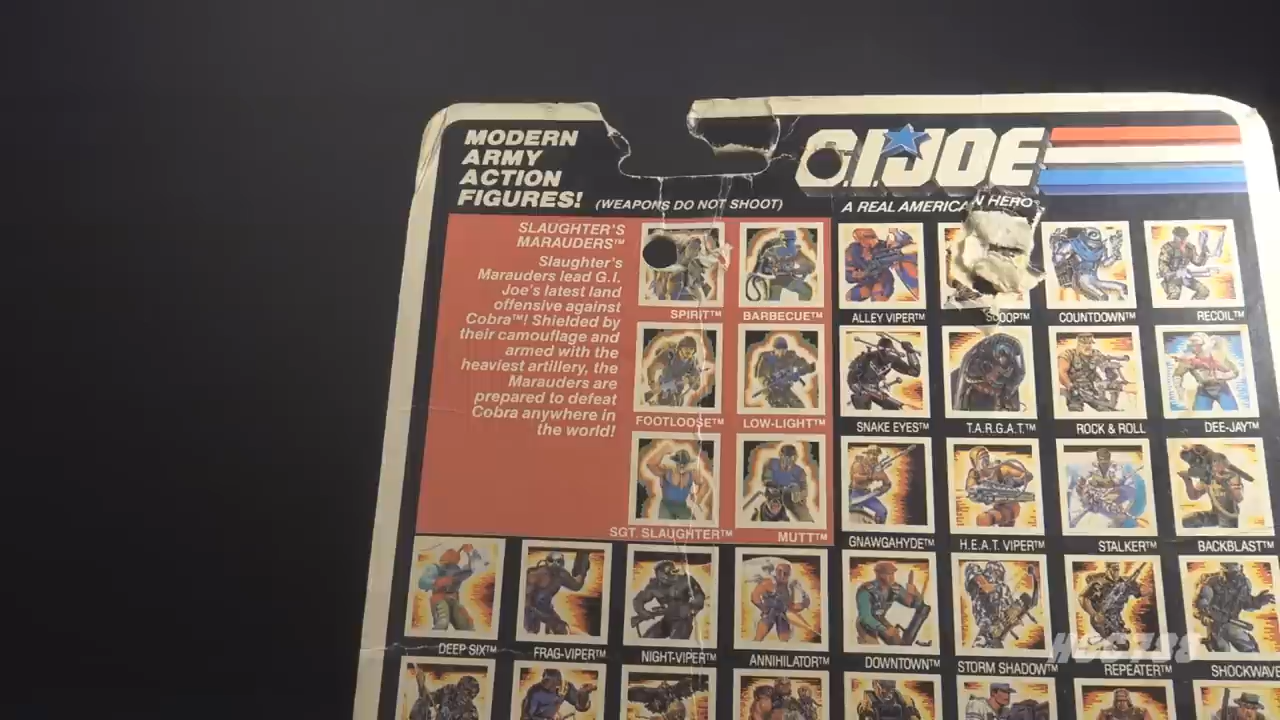 MODERN
ARMY
ACTION
FIGURES!
(WEAPONS DO NOT SHOOT)
G.I. JOE
A REAL AMERICAN HERO
SLAUGHTER'S
MARAUDERS™
Slaughter's
Marauders lead G.I.
Joe's latest land
offensive against
Cobra™! Shielded by
their camouflage and
armed with the
heaviest artillery, the
Marauders are
prepared to defeat
Cobra anywhere in
the world!
SPIRIT™ BARBECUE™ ALLEY VIPER™ SCOOP™ COUNTDOWN™ RECOIL™
FOOTLOOSE™ LOW-LIGHT™ SNAKE EYES™ T.A.R.G.A.T.™ ROCK & ROLL DEE-JAY™
SGT. SLAUGHTER™ MUTT™ GNAWGAHYDE™ H.E.A.T. VIPER™ STALKER™ BACKBLAST™
DEEP SIX™ FRAG-VIPER™ NIGHT-VIPER™ ANNIHILATOR™ DOWNTOWN™ STORM SHADOW™ REPEATER™ SHOCKWAVE
HCC788